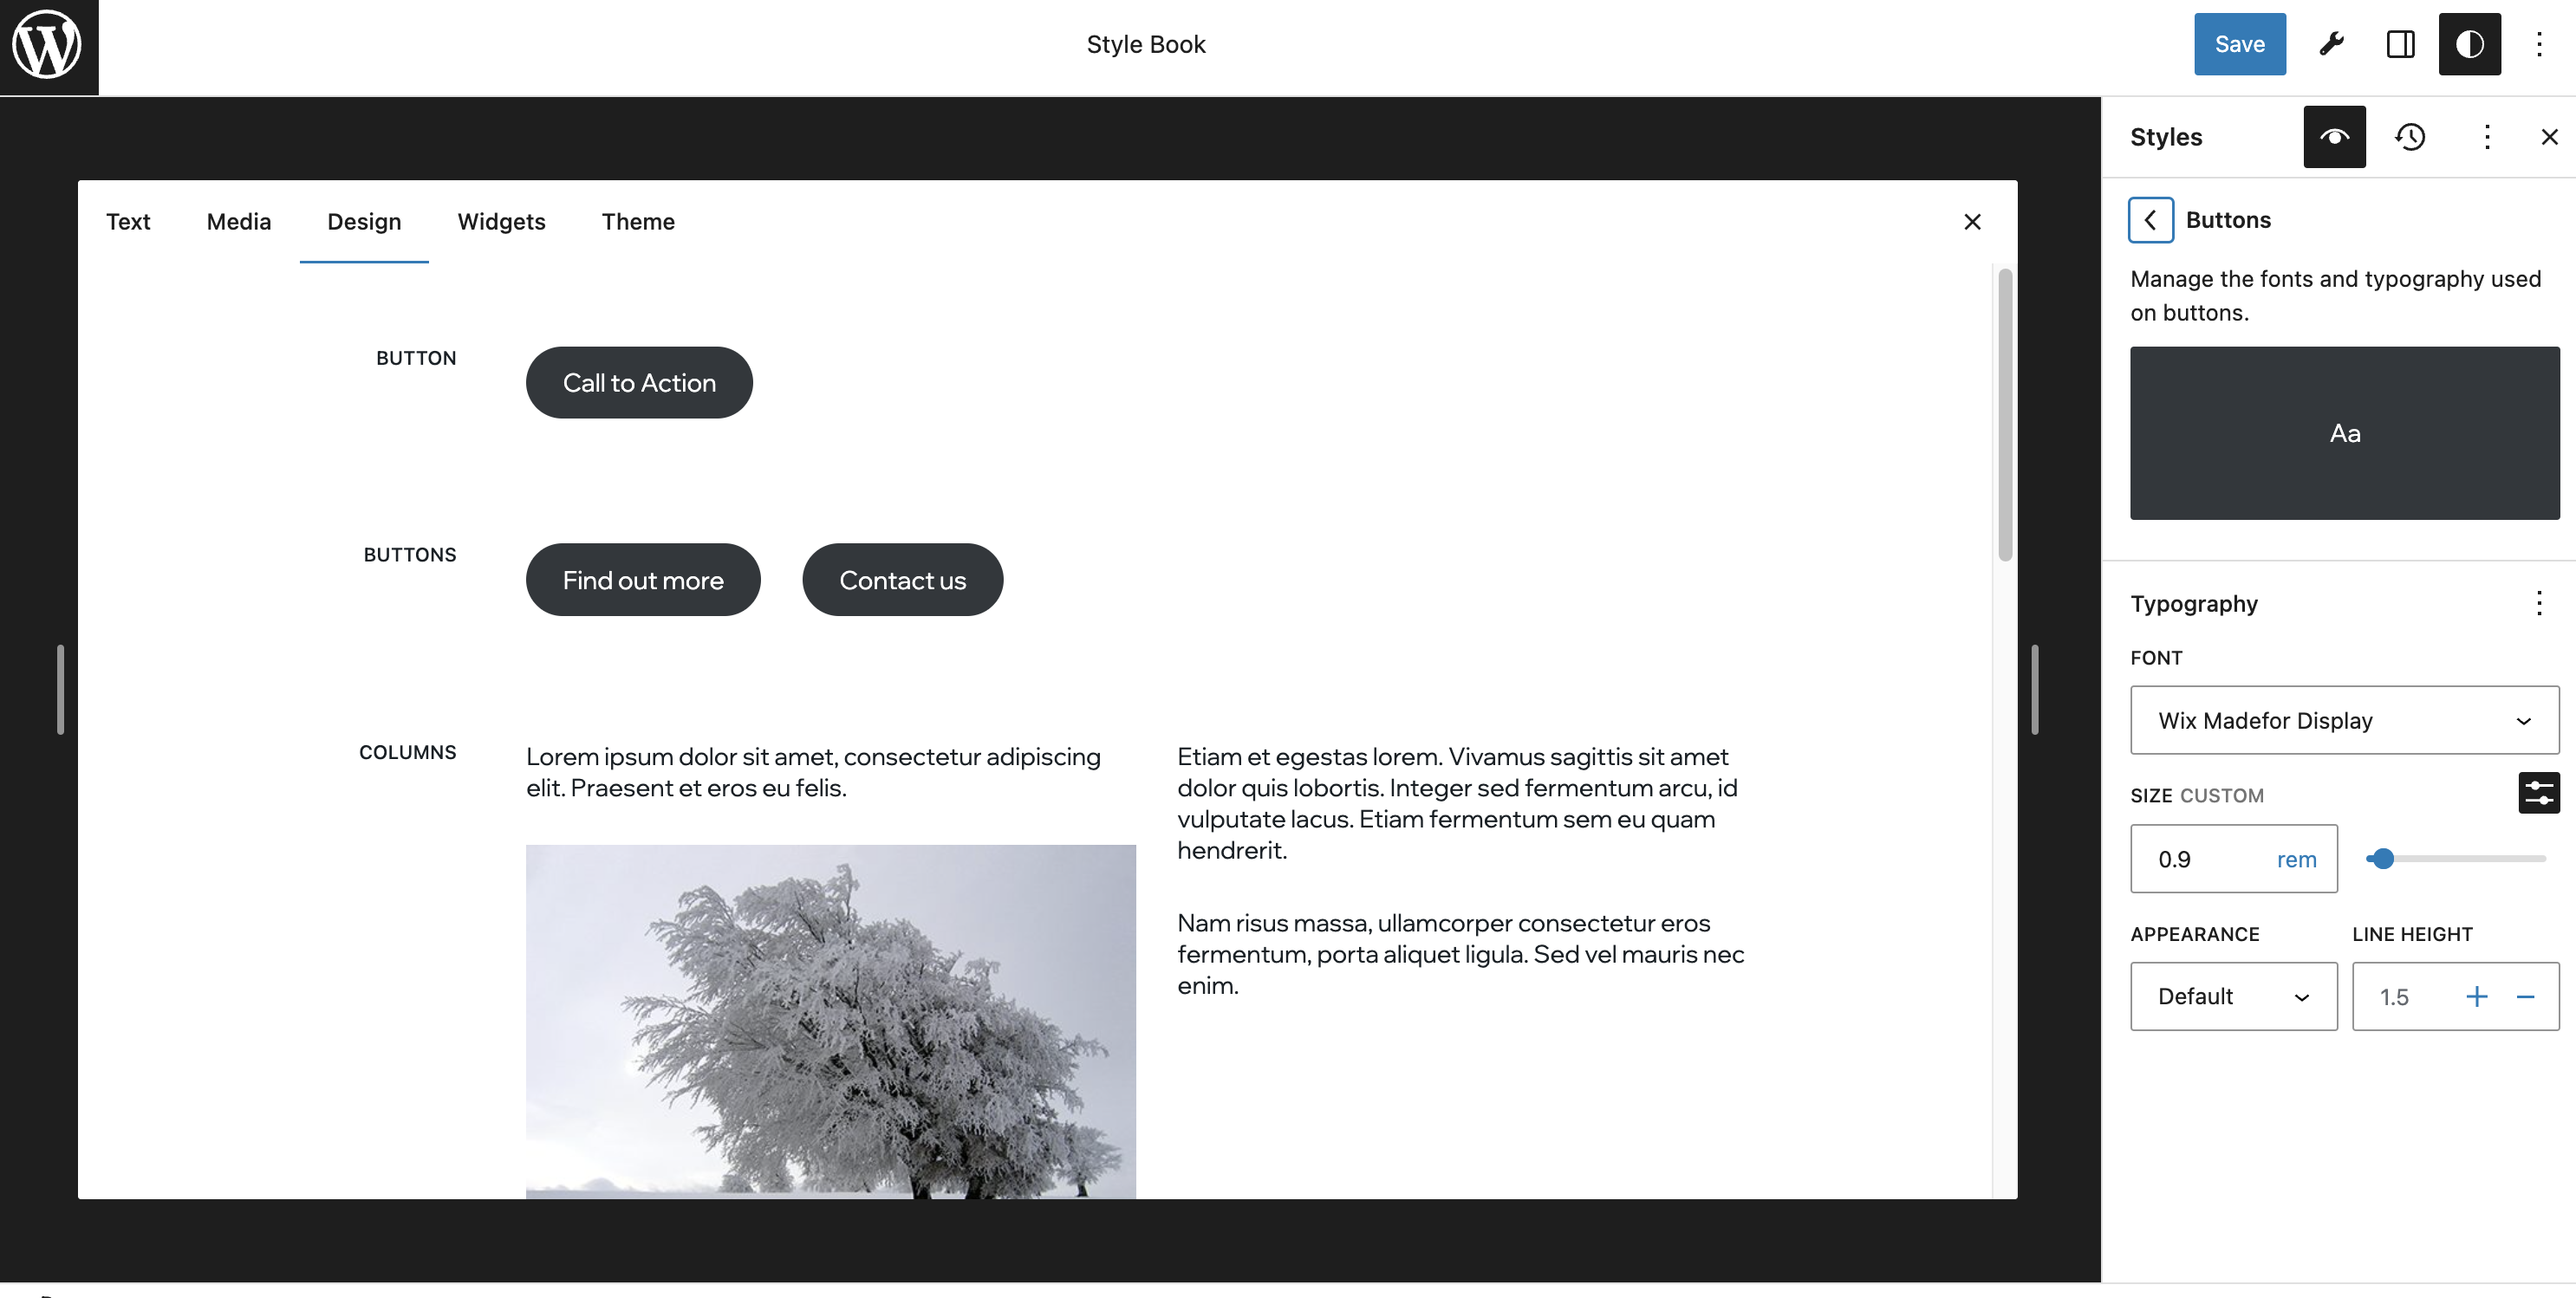 Style Book
Save
Styles
Text Media Design Widgets Theme
Buttons
Manage the fonts and typography used
on buttons.
BUTTON
Call to Action
Aa
BUTTONS
Find out more
Contact us
Typography
FONT
Wix Madefor Display
SIZE CUSTOM
0.9 rem
APPEARANCE
LINE HEIGHT
Default
1.5
COLUMNS
Lorem ipsum dolor sit amet, consectetur adipiscing
elit. Praesent et eros eu felis.
Etiam et egestas lorem. Vivamus sagittis sit amet
dolor quis lobortis. Integer sed fermentum arcu, id
vulputate lacus. Etiam fermentum sem eu quam
hendrerit.
Nam risus massa, ullamcorper consectetur eros
fermentum, porta aliquet ligula. Sed vel mauris nec
enim.